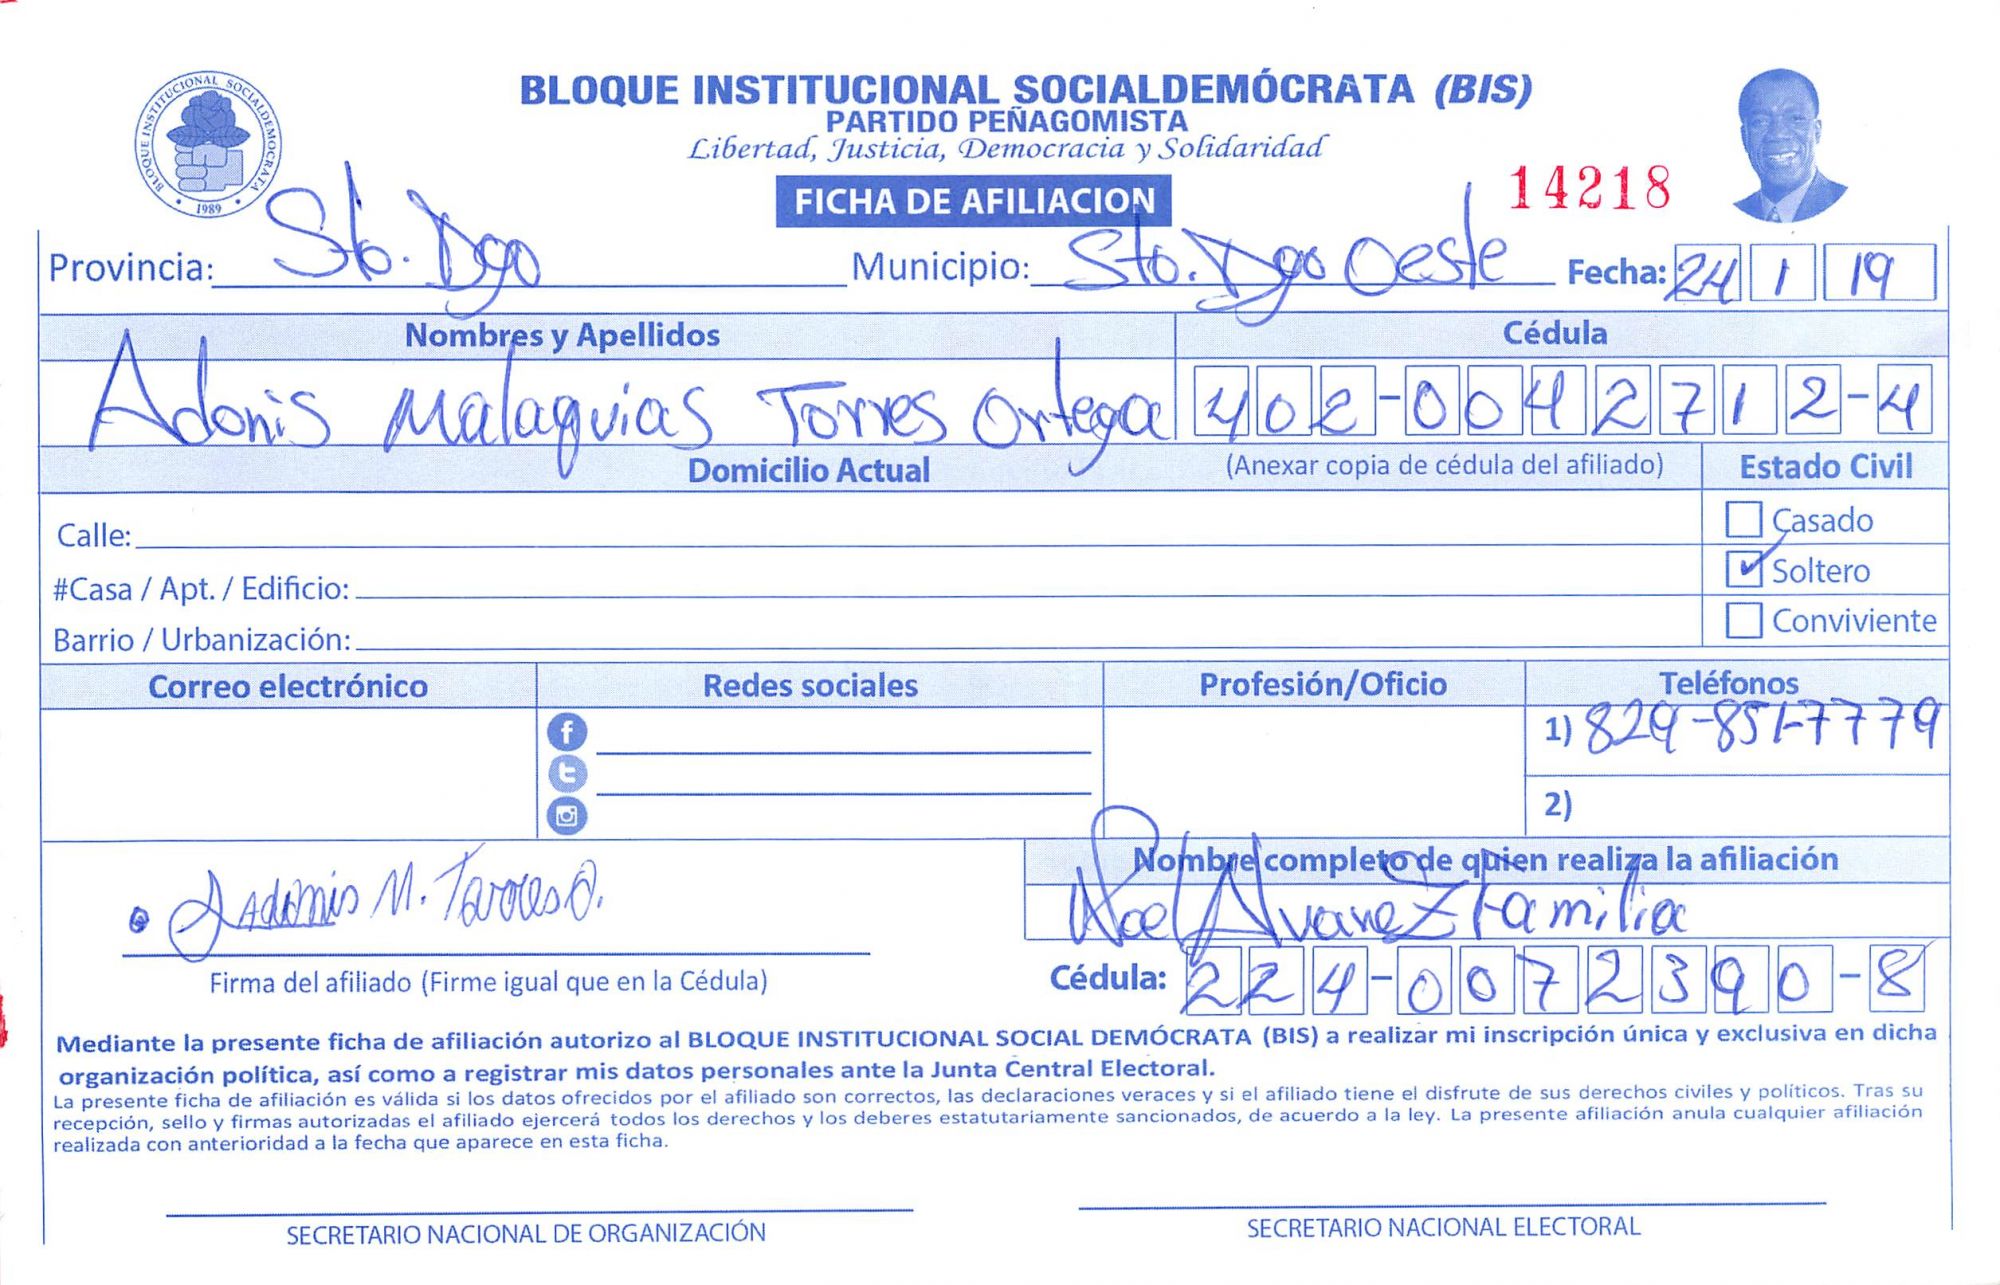 BLOQUE INSTITUCIONAL SOCIALDEMOCRATA
1989
BLOQUE INSTITUCIONAL SOCIALDEMÓCRATA (BIS)
PARTIDO PEÑAGOMISTA
Libertad, Justicia, Democracia y Solidaridad
FICHA DE AFILIACION
14218
Provincia: Sto. Dgo Municipio: Sto. Dgo Oeste Fecha: 24 1 19
Nombres y Apellidos Cédula
Adonis Malaquias Torres Ortega 402-0042712-4
Domicilio Actual (Anexar copia de cédula del afiliado) Estado Civil
Calle: Casado
#Casa / Apt. / Edificio: Soltero
Barrio / Urbanización: Conviviente
Correo electrónico Redes sociales Profesión/Oficio Teléfonos
1) 829-851-7779
2)
Nombre completo de quien realiza la afiliación
Adonis M. Torres O. Noel Alvarez Familia
Firma del afiliado (Firme igual que en la Cédula) Cédula: 224-0072390-8
Mediante la presente ficha de afiliación autorizo al BLOQUE INSTITUCIONAL SOCIAL DEMÓCRATA (BIS) a realizar mi inscripción única y exclusiva en dicha
organización política, así como a registrar mis datos personales ante la Junta Central Electoral.
La presente ficha de afiliación es válida si los datos ofrecidos por el afiliado son correctos, las declaraciones veraces y si el afiliado tiene el disfrute de sus derechos civiles y políticos. Tras su
recepción, sello y firmas autorizadas el afiliado ejercerá todos los derechos y los deberes estatutariamente sancionados, de acuerdo a la ley. La presente afiliación anula cualquier afiliación
realizada con anterioridad a la fecha que aparece en esta ficha.
SECRETARIO NACIONAL DE ORGANIZACIÓN SECRETARIO NACIONAL ELECTORAL